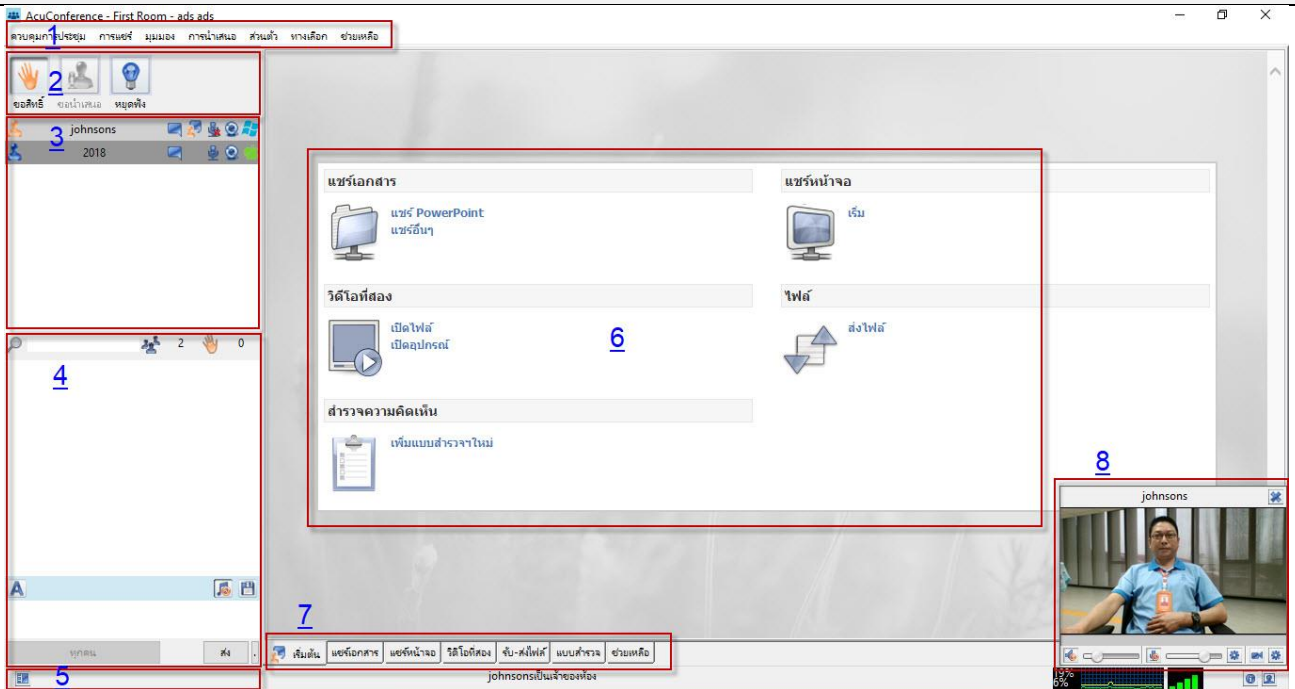 AcuConference - First Room - ads ads
ควบคุมการประชุม การแชร์ มุมมอง การนำเสนอ ส่วนตัว ทางเลือก ช่วยเหลือ
1
2
ขอสิทธิ์ ขอนำเสนอ หยุดฟัง
3
johnsons
2018
แชร์เอกสาร
แชร์ PowerPoint
แชร์อื่นๆ
แชร์หน้าจอ
เริ่ม
วิดีโอที่สอง
เปิดไฟล์
เปิดอุปกรณ์
ไฟล์
ส่งไฟล์
6
สำรวจความคิดเห็น
เพิ่มแบบสำรวจฯใหม่
2 0
4
A
ทุกคน ส่ง
5
7
เริ่มต้น แชร์เอกสาร แชร์หน้าจอ วิดีโอที่สอง รับ-ส่งไฟล์ แบบสำรวจ ช่วยเหลือ
johnsonsเป็นเจ้าของห้อง
8
johnsons
19%
6%